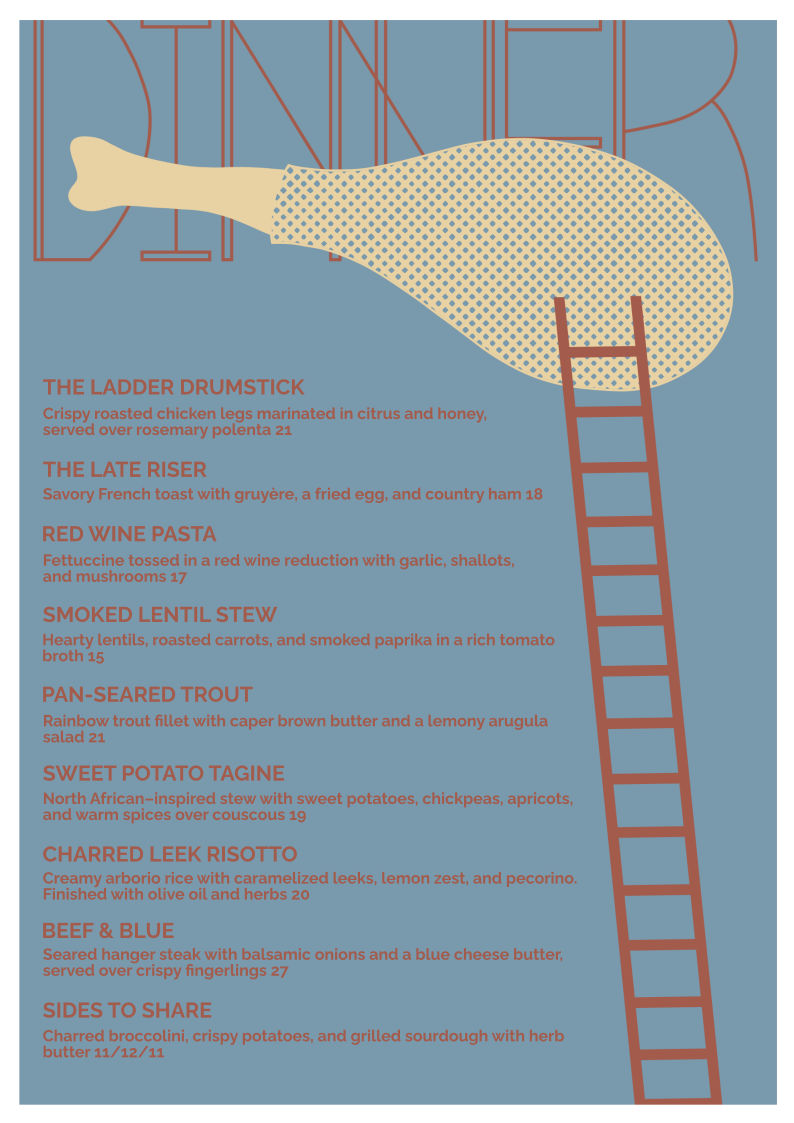 DINNER
THE LADDER DRUMSTICK
Crispy roasted chicken legs marinated in citrus and honey,
served over rosemary polenta 21
THE LATE RISER
Savory French toast with gruyère, a fried egg, and country ham 18
RED WINE PASTA
Fettuccine tossed in a red wine reduction with garlic, shallots,
and mushrooms 17
SMOKED LENTIL STEW
Hearty lentils, roasted carrots, and smoked paprika in a rich tomato
broth 15
PAN-SEARED TROUT
Rainbow trout fillet with caper brown butter and a lemony arugula
salad 21
SWEET POTATO TAGINE
North African–inspired stew with sweet potatoes, chickpeas, apricots,
and warm spices over couscous 19
CHARRED LEEK RISOTTO
Creamy arborio rice with caramelized leeks, lemon zest, and pecorino.
Finished with olive oil and herbs 20
BEEF & BLUE
Seared hanger steak with balsamic onions and a blue cheese butter,
served over crispy fingerlings 27
SIDES TO SHARE
Charred broccolini, crispy potatoes, and grilled sourdough with herb
butter 11/12/11